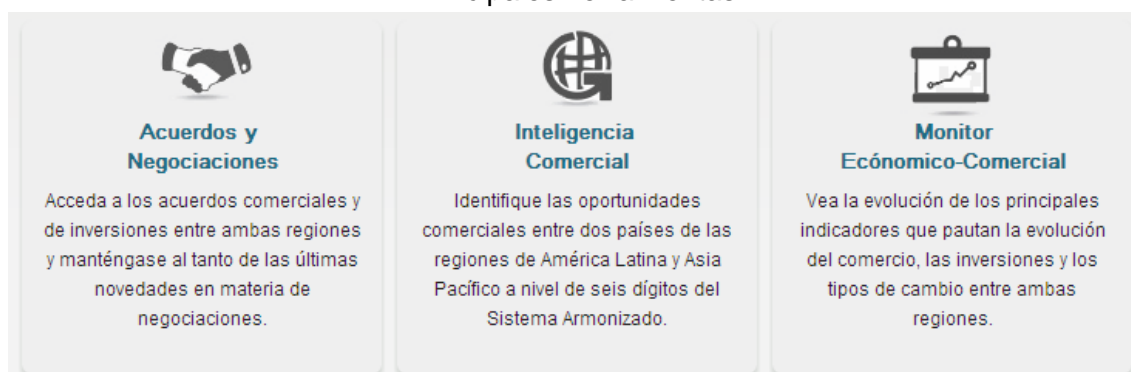 Acuerdos y
Negociaciones
Acceda a los acuerdos comerciales y
de inversiones entre ambas regiones
y manténgase al tanto de las últimas
novedades en materia de
negociaciones.
Inteligencia
Comercial
Identifique las oportunidades
comerciales entre dos países de las
regiones de América Latina y Asia
Pacífico a nivel de seis dígitos del
Sistema Armonizado.
Monitor
Ecónomico-Comercial
Vea la evolución de los principales
indicadores que pautan la evolución
del comercio, las inversiones y los
tipos de cambio entre ambas
regiones.